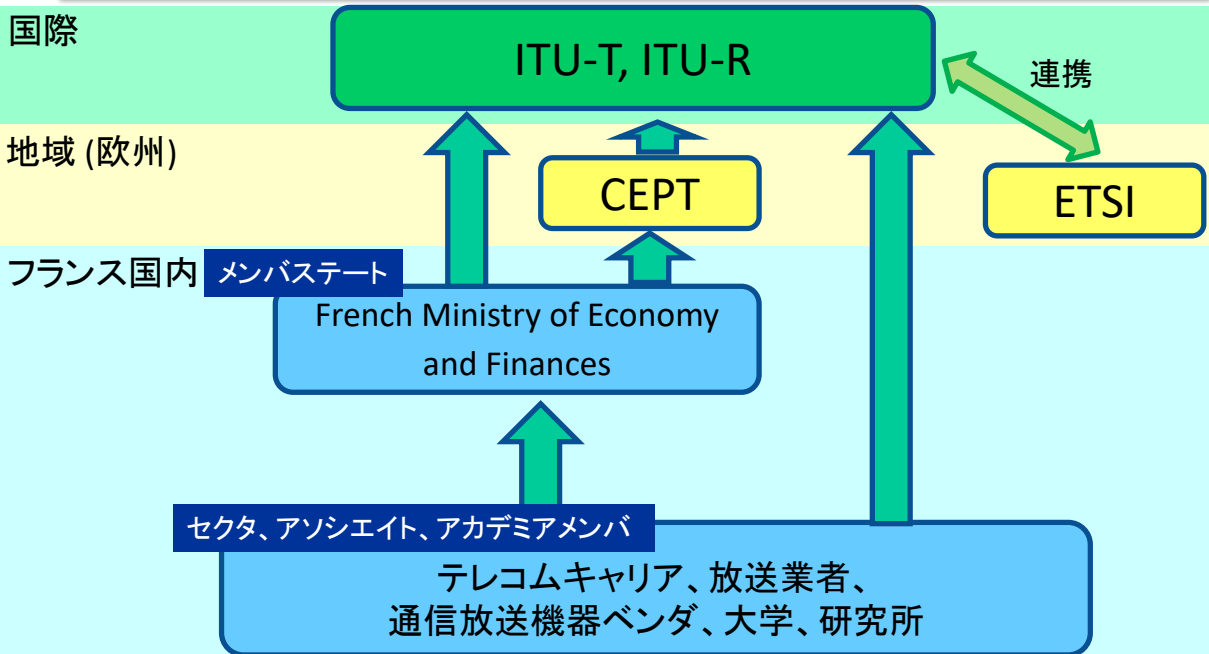 国際
ITU-T, ITU-R
連携
地域 (欧州)
CEPT
ETSI
フランス国内
メンバステート
French Ministry of Economy
and Finances
セクタ、アソシエイト、アカデミアメンバ
テレコムキャリア、放送業者、
通信放送機器ベンダ、大学、研究所